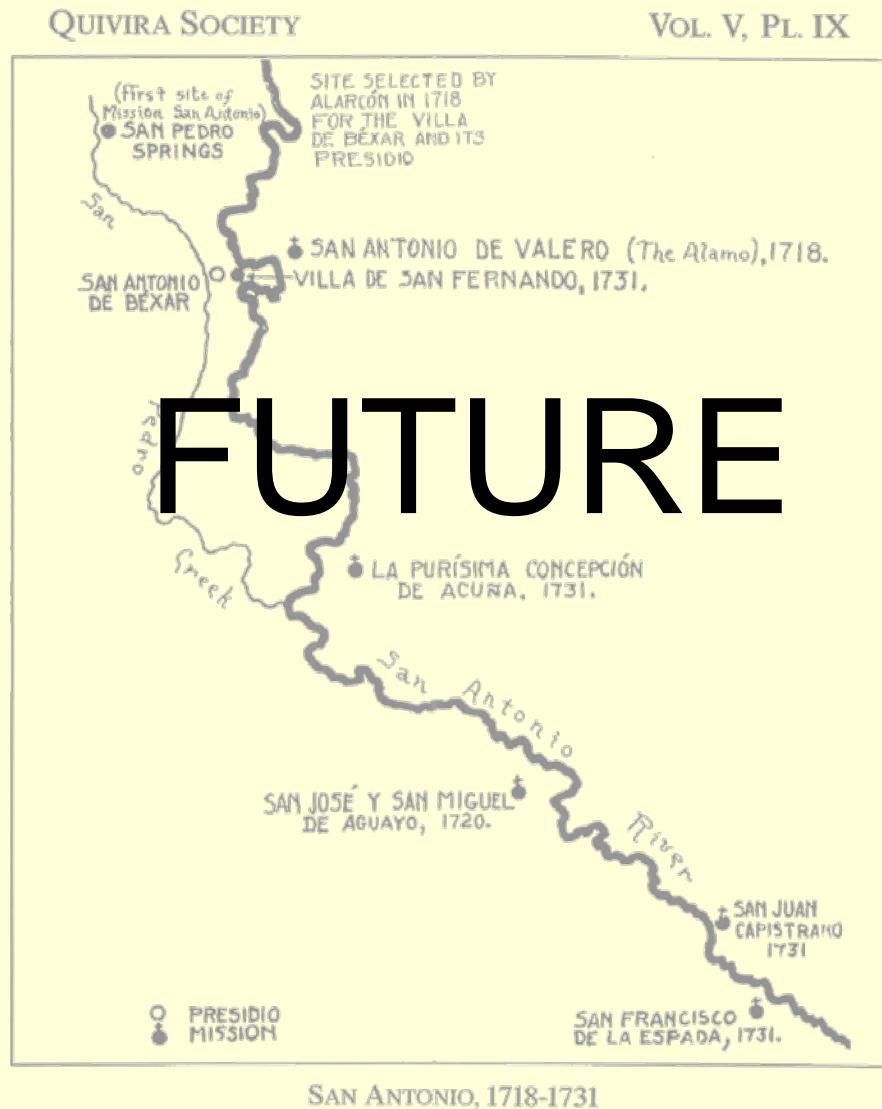 QUIVIRA SOCIETY
VOL. V, PL. IX
(First site of
Mission San Antonio)
SAN PEDRO
SPRINGS
SITE SELECTED BY
ALARCÓN IN 1718
FOR THE VILLA
DE BÉXAR AND ITS
PRESIDIO
San
SAN ANTONIO DE VALERO (The Alamo), 1718.
SAN ANTONIO
DE BÉXAR
VILLA DE SAN FERNANDO, 1731.
Pedro
FUTURE
Creek
LA PURÍSIMA CONCEPCIÓN
DE ACUÑA, 1731.
San Antonio
SAN JOSÉ Y SAN MIGUEL
DE AGUAYO, 1720.
River
SAN JUAN
CAPISTRANO
1731
PRESIDIO
MISSION
SAN FRANCISCO
DE LA ESPADA, 1731.
SAN ANTONIO, 1718-1731